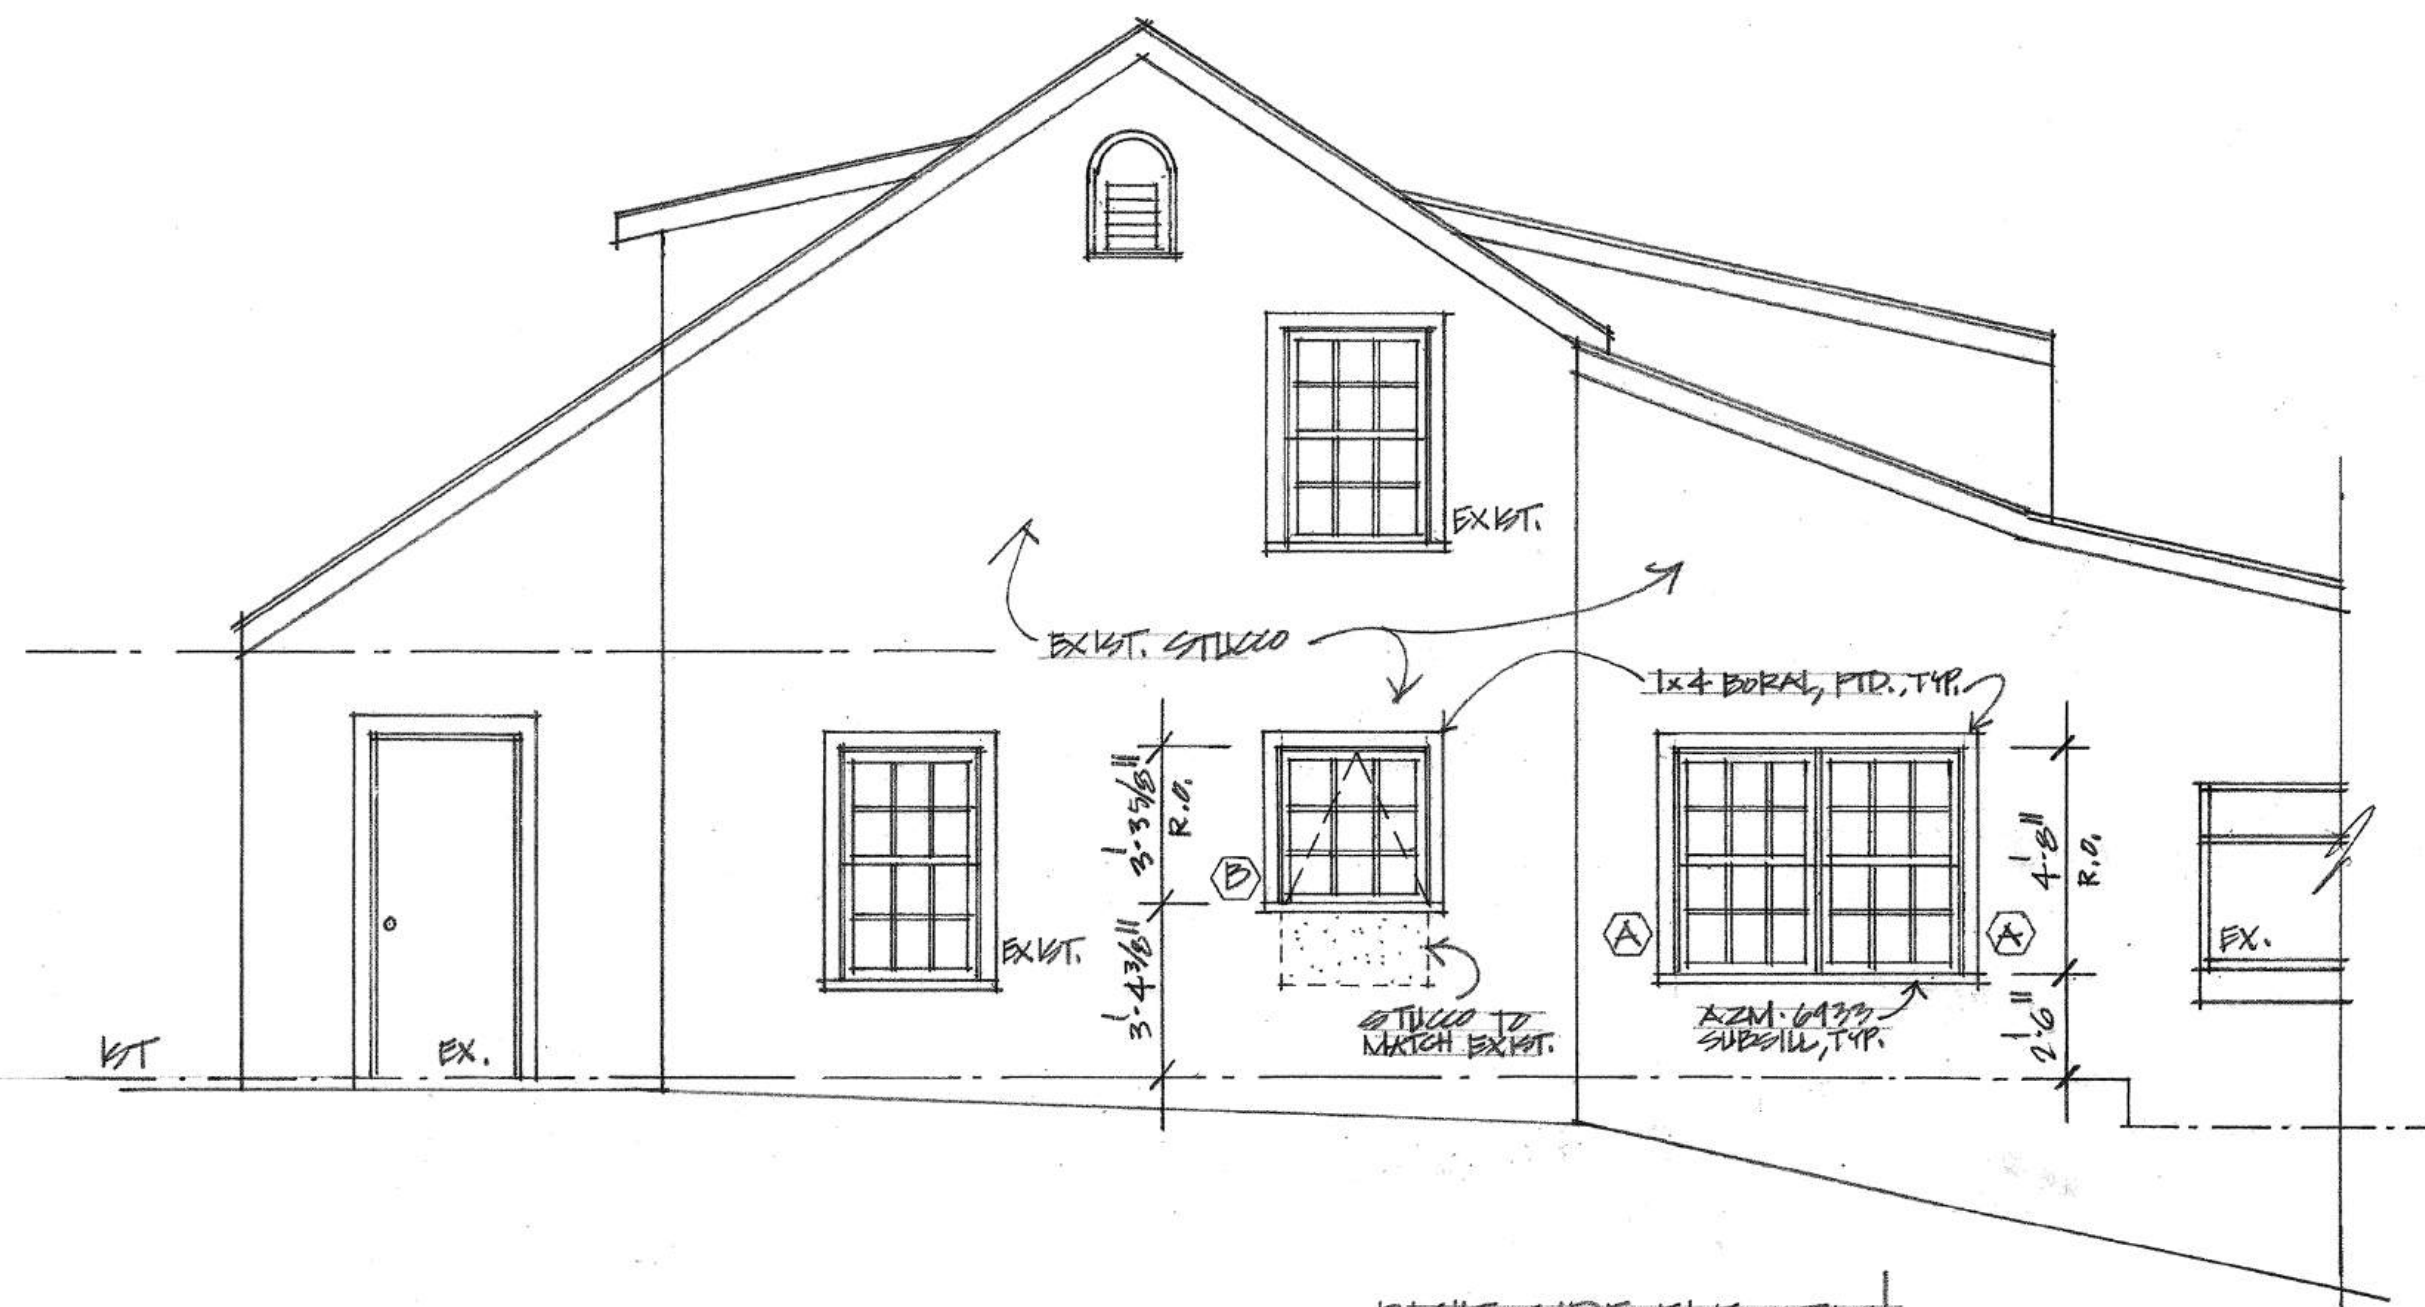 EXIST.
EXIST. STUCCO
1x4 BORAL, PTD., TYP.
3'-3 5/8"
R.O.
B
4'-8"
R.O.
A
A
EXIST.
EX.
3'-4 3/8"
STUCCO TO
MATCH EXIST.
AZM-6933
SUBSILL, TYP.
2'-6"
1ST
EX.